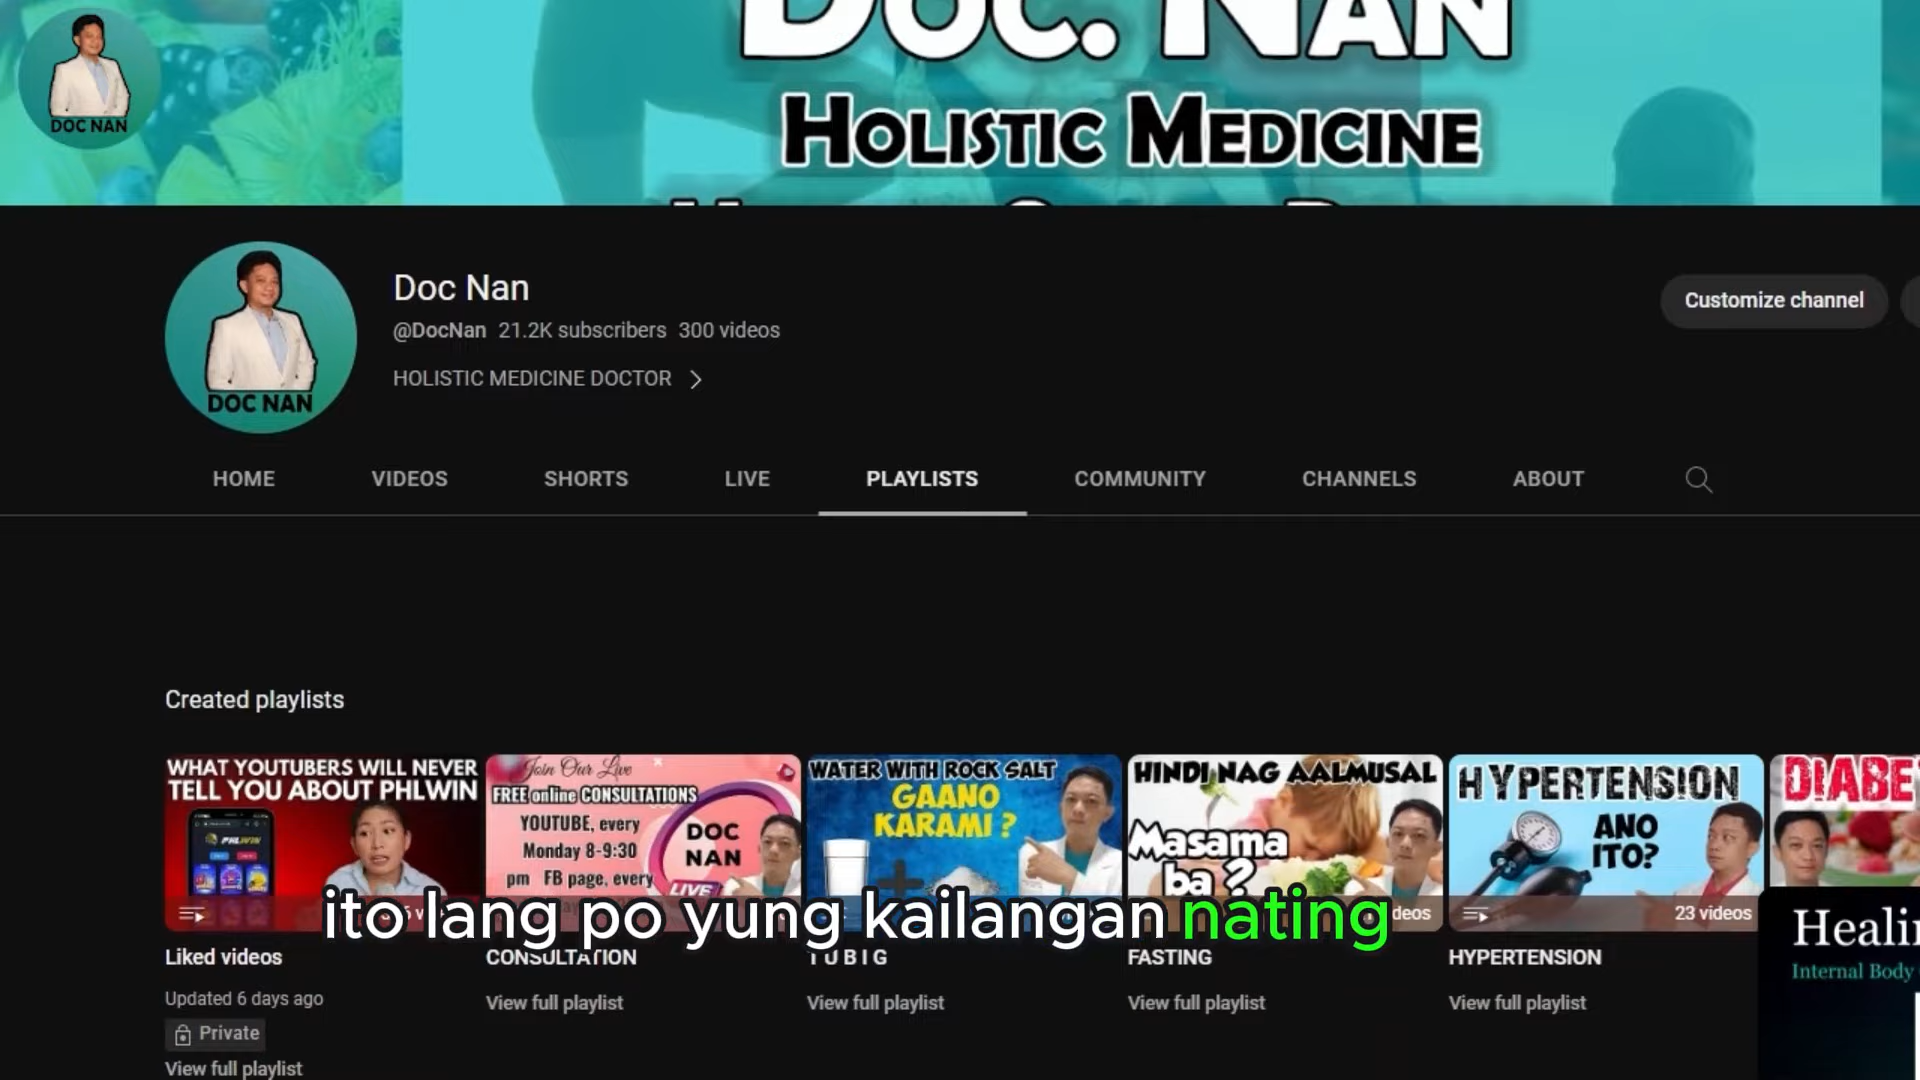 DOC. NAN
HOLISTIC MEDICINE
DOC NAN
DOC NAN
Doc Nan
@DocNan 21.2K subscribers 300 videos
HOLISTIC MEDICINE DOCTOR
Customize channel
HOME VIDEOS SHORTS LIVE PLAYLISTS COMMUNITY CHANNELS ABOUT
Created playlists
WHAT YOUTUBERS WILL NEVER
TELL YOU ABOUT PHLWIN
PHLWIN
Join Our Live
FREE online CONSULTATIONS
YOUTUBE, every
Monday 8-9:30
pm FB page, every
DOC
NAN
LIVE
WATER WITH ROCK SALT
GAANO
KARAMI ?
HINDI NAG AALMUSAL
Masama
ba ?
HYPERTENSION
ANO
ITO?
23 videos
DIABE
ito lang po yung kailangan nating
Liked videos
Updated 6 days ago
Private
View full playlist
CONSULTATION
View full playlist
TUBIG
View full playlist
FASTING
View full playlist
HYPERTENSION
View full playlist
Healin
Internal Body